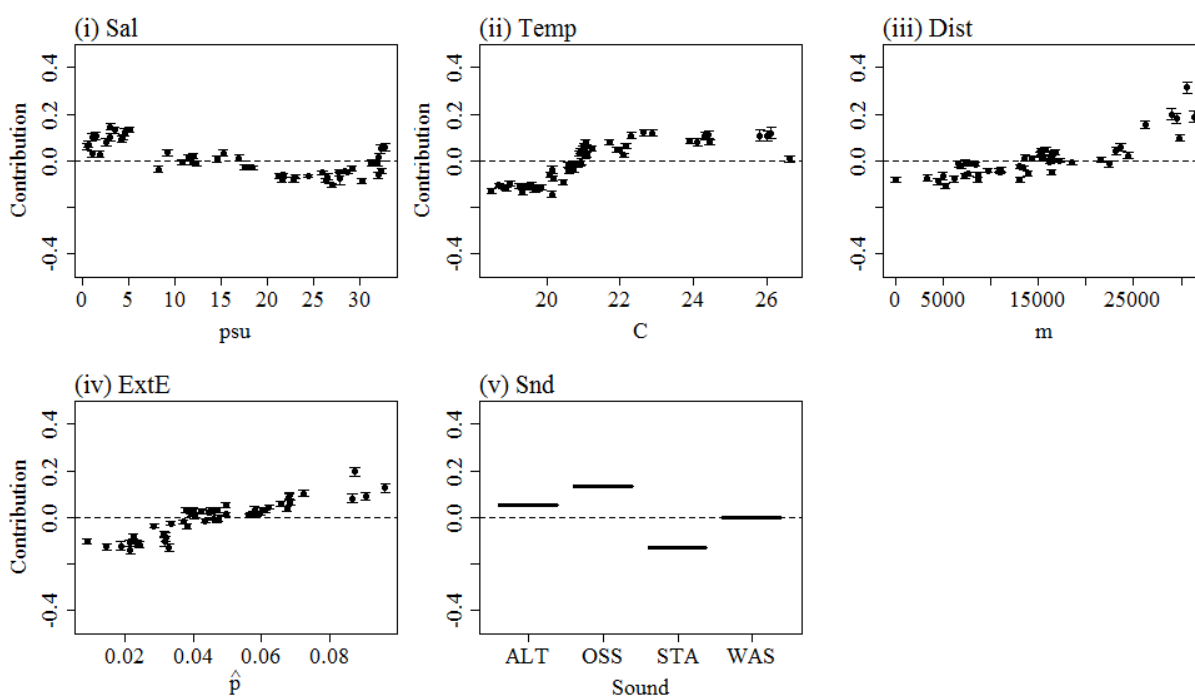 (i) Sal
(ii) Temp
(iii) Dist
Contribution
0.4
0.2
0.0
-0.4
0 5 10 15 20 25 30
psu
Contribution
0.4
0.2
0.0
-0.4
20 22 24 26
C
Contribution
0.4
0.2
0.0
-0.4
0 5000 15000 25000
m
(iv) ExtE
(v) Snd
Contribution
0.4
0.2
0.0
-0.4
0.02 0.04 0.06 0.08
p̂
Contribution
0.4
0.2
0.0
-0.4
ALT OSS STA WAS
Sound